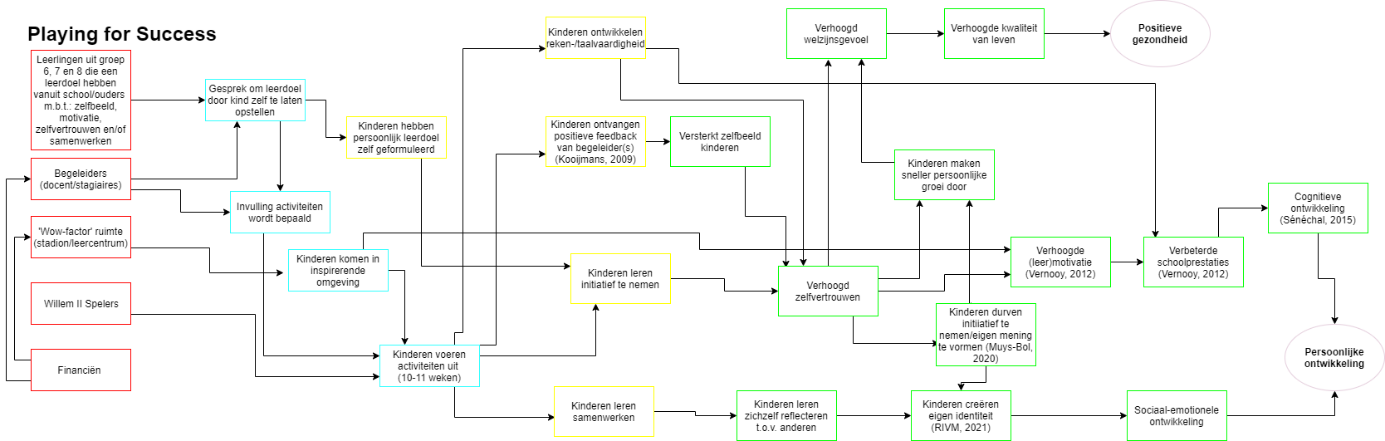 Playing for Success
Leerlingen uit groep
6, 7 en 8 die een
leerdoel hebben
vanuit school/ouders
m.b.t.: zelfbeeld,
motivatie,
zelfvertrouwen en/of
samenwerken
Begeleiders
(docent/stagiaires)
'Wow-factor' ruimte
(stadion/leercentrum)
Willem II Spelers
Financiën
Gesprek om leerdoel
door kind zelf te laten
opstellen
Invulling activiteiten
wordt bepaald
Kinderen komen in
inspirerende
omgeving
Kinderen voeren
activiteiten uit
(10-11 weken)
Kinderen hebben
persoonlijk leerdoel
zelf geformuleerd
Kinderen ontwikkelen
reken-/taalvaardigheid
Kinderen ontvangen
positieve feedback
van begeleider(s)
(Kooijmans, 2009)
Kinderen leren
initiatief te nemen
Kinderen leren
samenwerken
Versterkt zelfbeeld
kinderen
Verhoogd
welzijnsgevoel
Verhoogde kwaliteit
van leven
Positieve
gezondheid
Kinderen maken
sneller persoonlijke
groei door
Verhoogd
zelfvertrouwen
Kinderen durven
initiatief te
nemen/eigen mening
te vormen (Muys-Bol,
2020)
Verhoogde
(leer)motivatie
(Vernooy, 2012)
Verbeterde
schoolprestaties
(Vernooy, 2012)
Cognitieve
ontwikkeling
(Sénéchal, 2015)
Kinderen leren
zichzelf reflecteren
t.o.v. anderen
Kinderen creëren
eigen identiteit
(RIVM, 2021)
Sociaal-emotionele
ontwikkeling
Persoonlijke
ontwikkeling